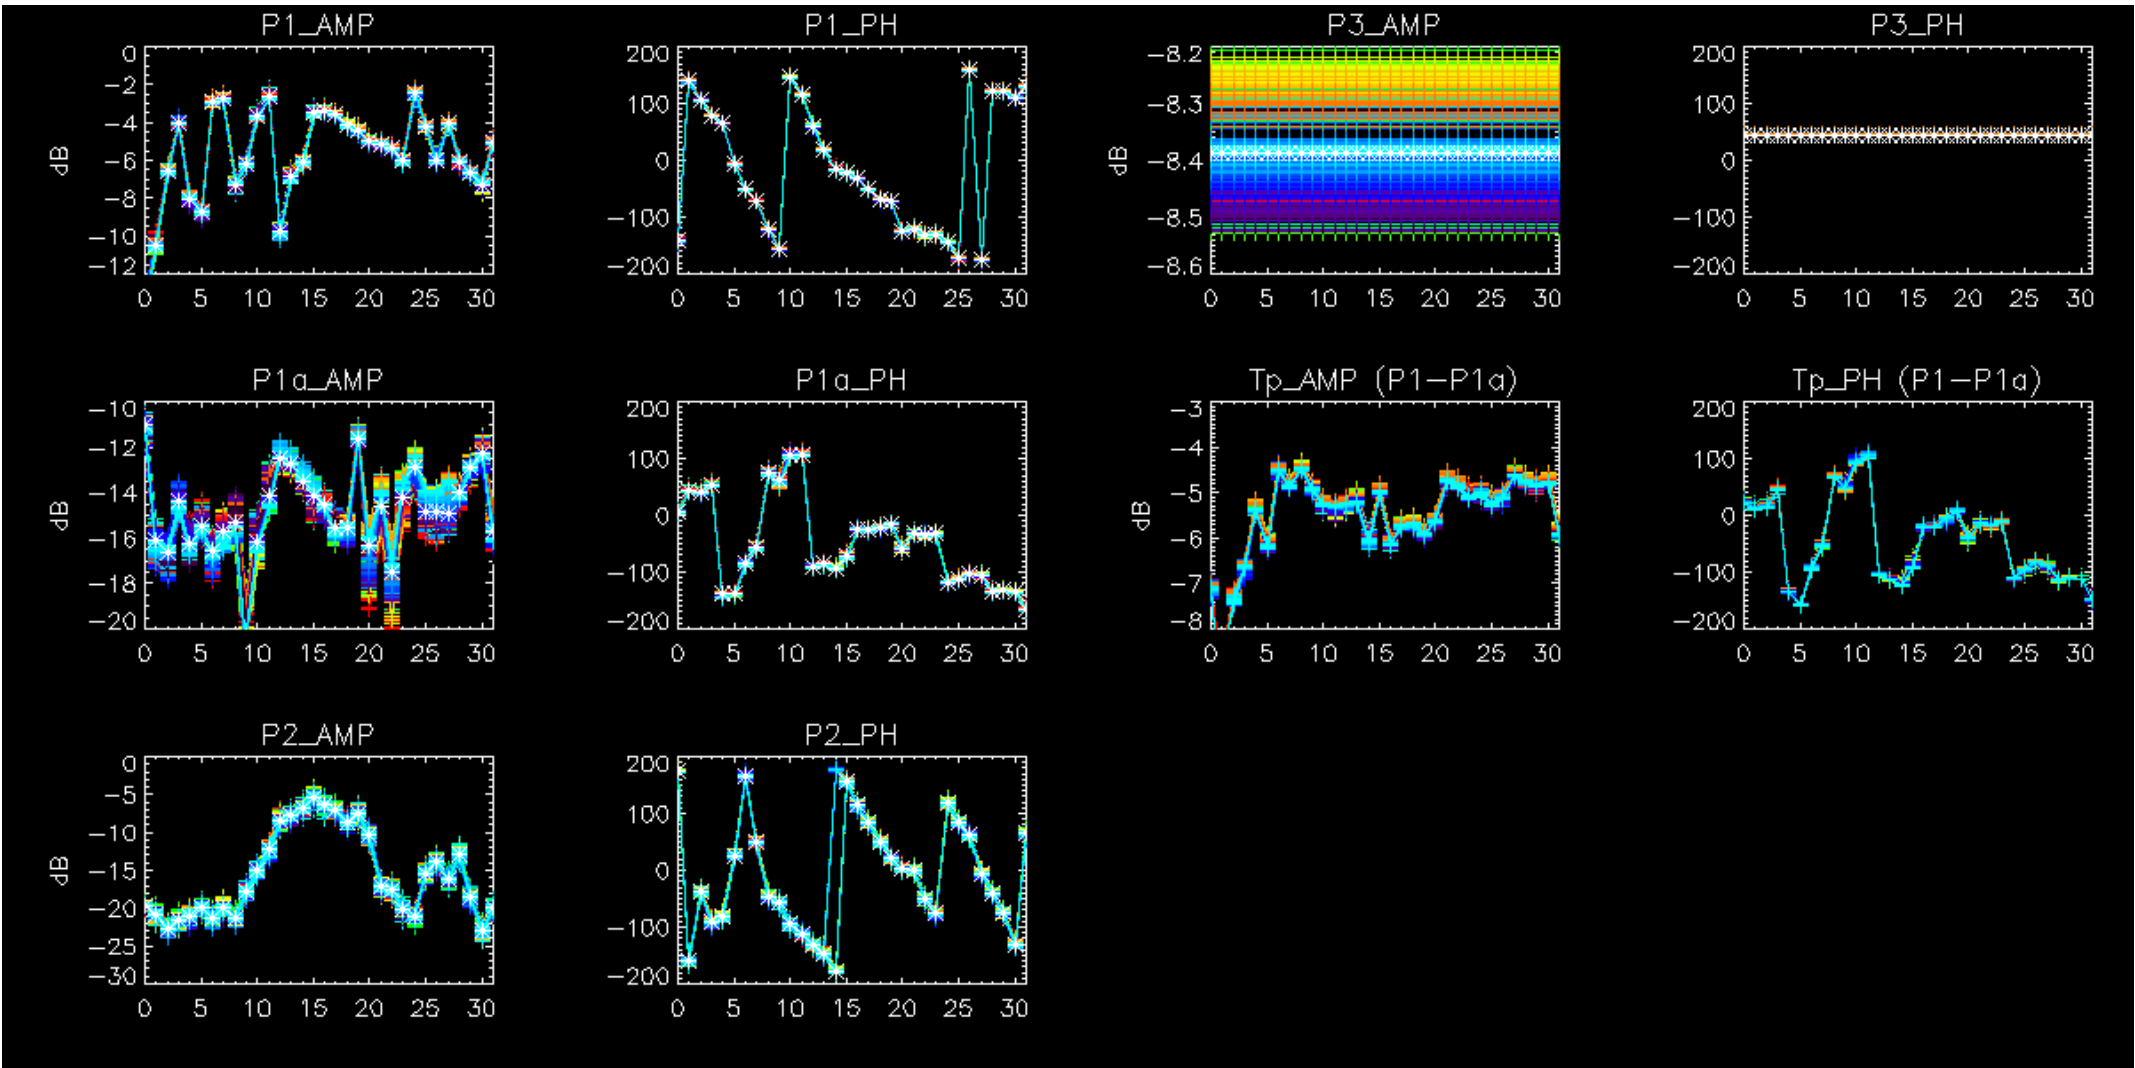 P1_AMP
P1_PH
P3_AMP
P3_PH
0
−2
−4
−6
−8
−10
−12
dB
0 5 10 15 20 25 30
200
100
0
−100
−200
0 5 10 15 20 25 30
−8.2
−8.3
−8.4
−8.5
−8.6
dB
0 5 10 15 20 25 30
200
100
0
−100
−200
0 5 10 15 20 25 30
P1a_AMP
P1a_PH
Tp_AMP (P1−P1a)
Tp_PH (P1−P1a)
−10
−12
−14
−16
−18
−20
dB
0 5 10 15 20 25 30
200
100
0
−100
−200
0 5 10 15 20 25 30
−3
−4
−5
−6
−7
−8
dB
0 5 10 15 20 25 30
200
100
0
−100
−200
0 5 10 15 20 25 30
P2_AMP
P2_PH
0
−5
−10
−15
−20
−25
−30
dB
0 5 10 15 20 25 30
200
100
0
−100
−200
0 5 10 15 20 25 30